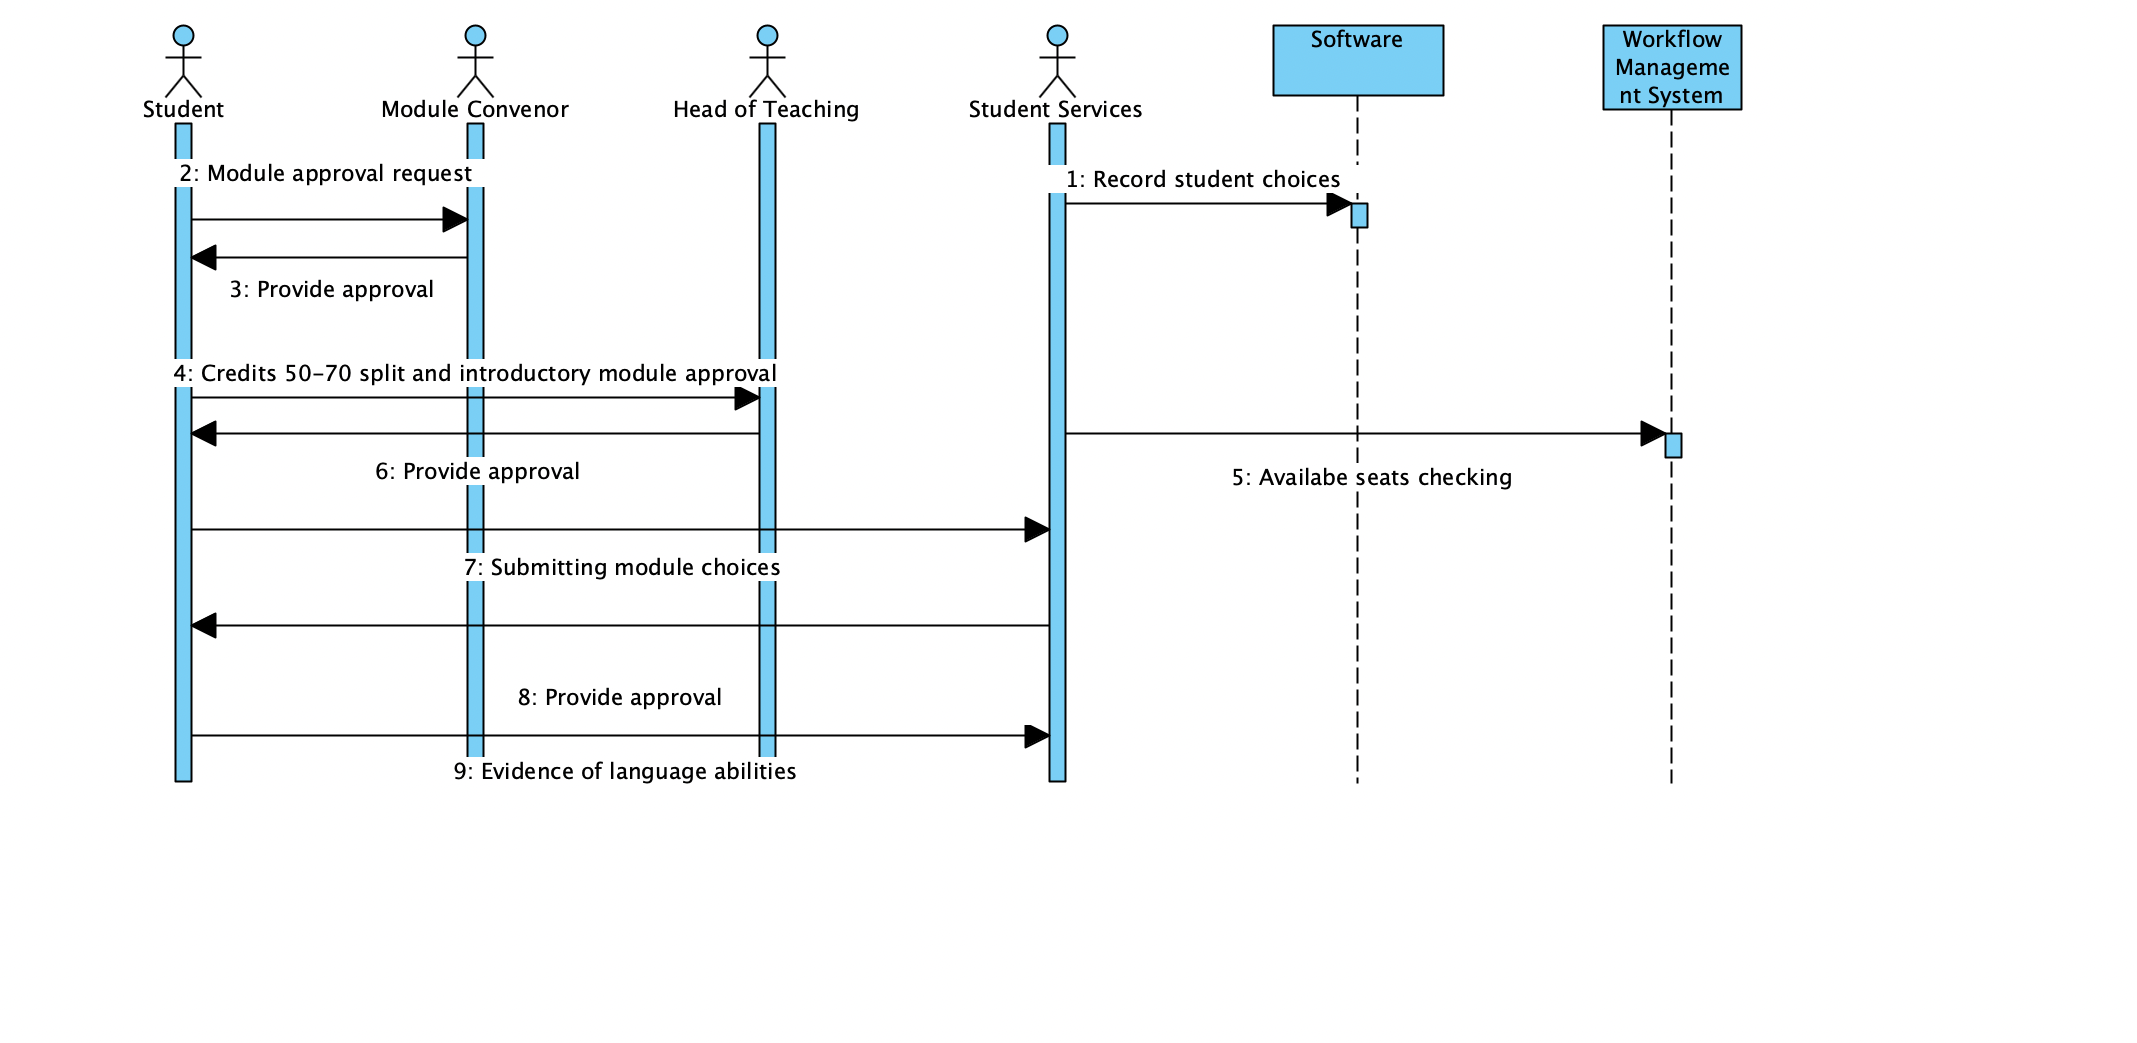 Student
Module Convenor
Head of Teaching
Student Services
Software
Workflow
Manageme
nt System
2: Module approval request
1: Record student choices
3: Provide approval
4: Credits 50-70 split and introductory module approval
6: Provide approval
5: Availabe seats checking
7: Submitting module choices
8: Provide approval
9: Evidence of language abilities